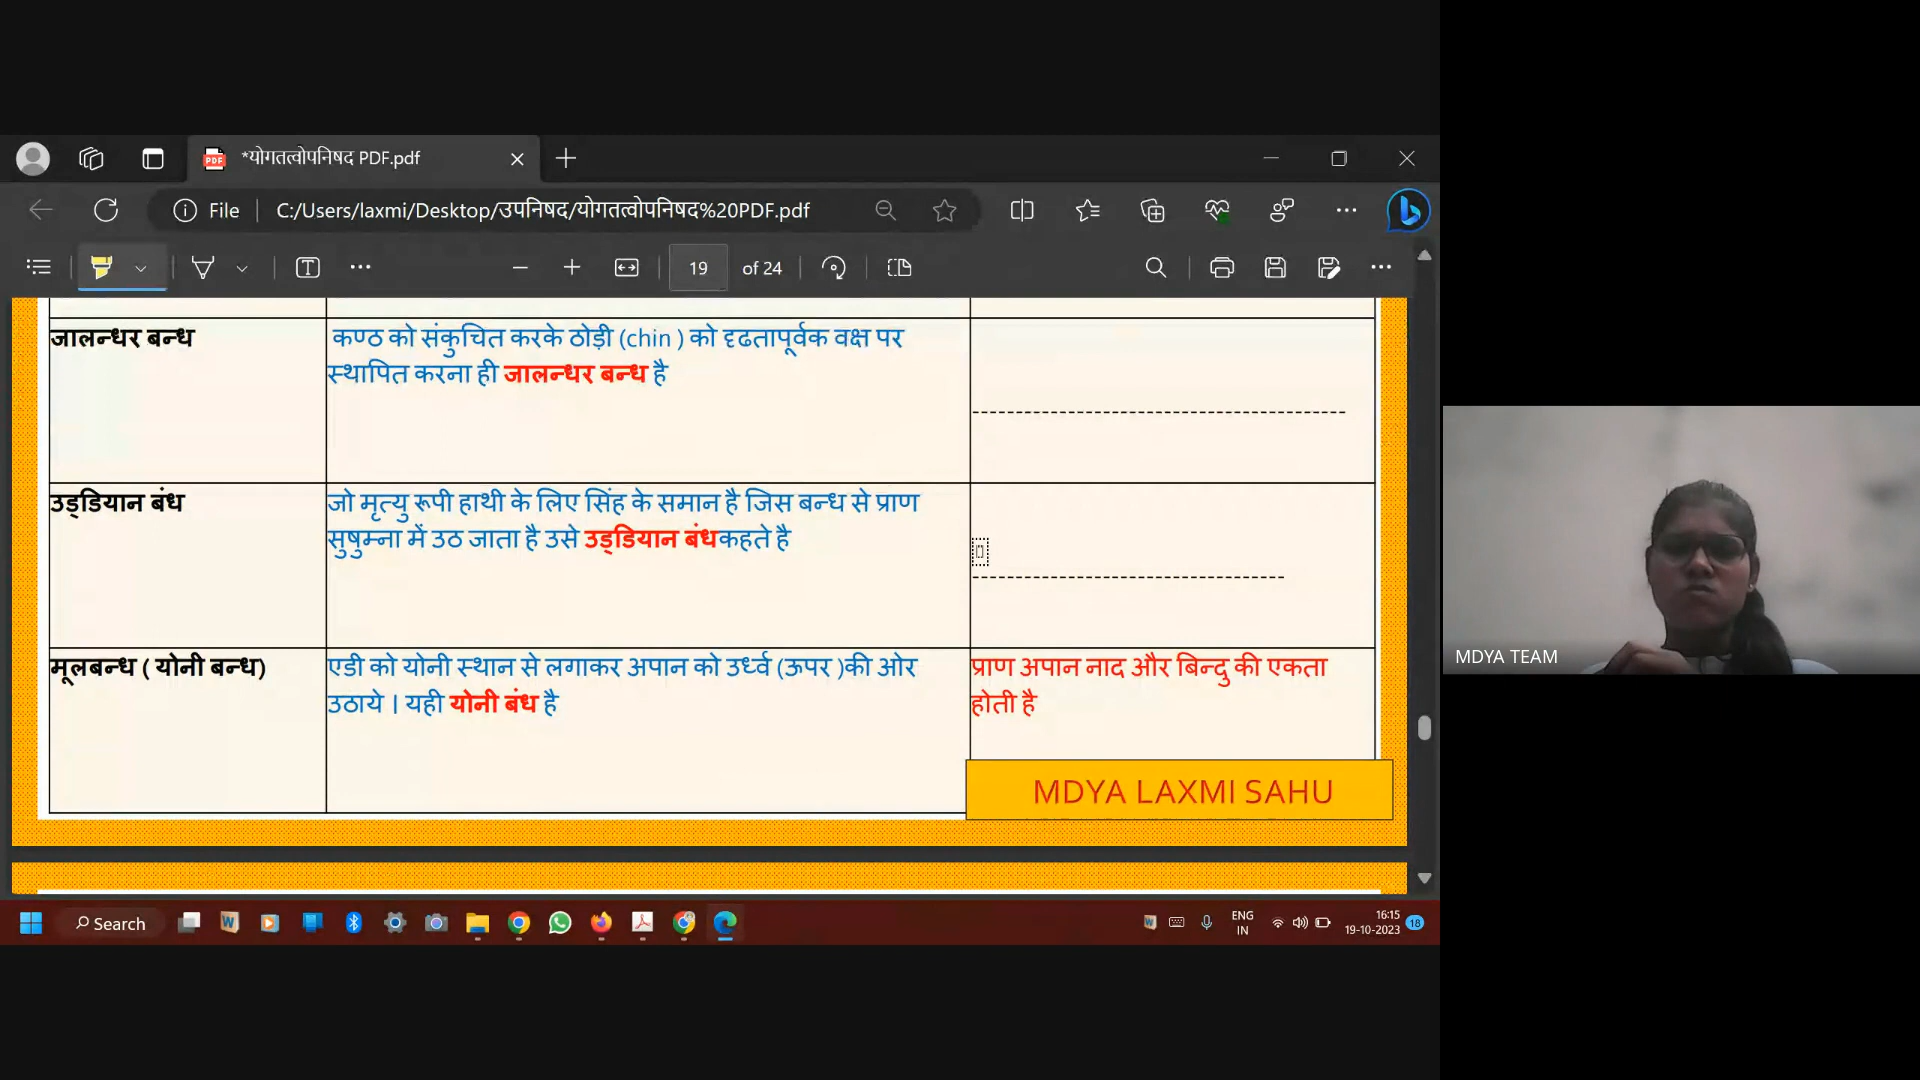 *योगतत्वोपनिषद PDF.pdf
File
C:/Users/laxmi/Desktop/उपनिषद/योगतत्वोपनिषद%20PDF.pdf
19 of 24
जालन्धर बन्ध
कण्ठ को संकुचित करके ठोड़ी (chin ) को दृढतापूर्वक वक्ष पर
स्थापित करना ही जालन्धर बन्ध है
----------------------------------------
उड्डियान बंध
जो मृत्यु रूपी हाथी के लिए सिंह के समान है जिस बन्ध से प्राण
सुषुम्ना में उठ जाता है उसे उड्डियान बंधकहते है
----------------------------------
मूलबन्ध ( योनी बन्ध)
एडी को योनी स्थान से लगाकर अपान को उर्ध्व (ऊपर )की ओर
उठाये । यही योनी बंध है
प्राण अपान नाद और बिन्दु की एकता
होती है
MDYA LAXMI SAHU
MDYA TEAM
Search
ENG
IN
16:15
19-10-2023
18